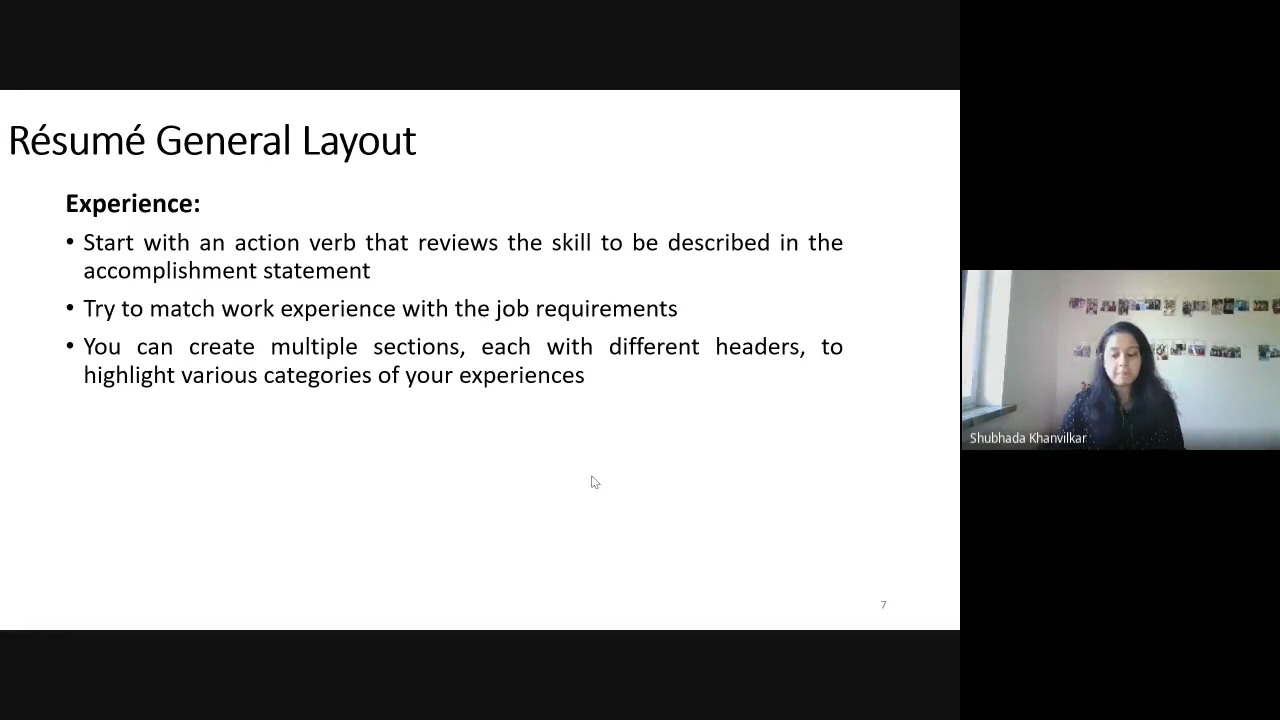 Résumé General Layout
Experience:
• Start with an action verb that reviews the skill to be described in the
accomplishment statement
• Try to match work experience with the job requirements
• You can create multiple sections, each with different headers, to
highlight various categories of your experiences
Shubhada Khanvilkar
7